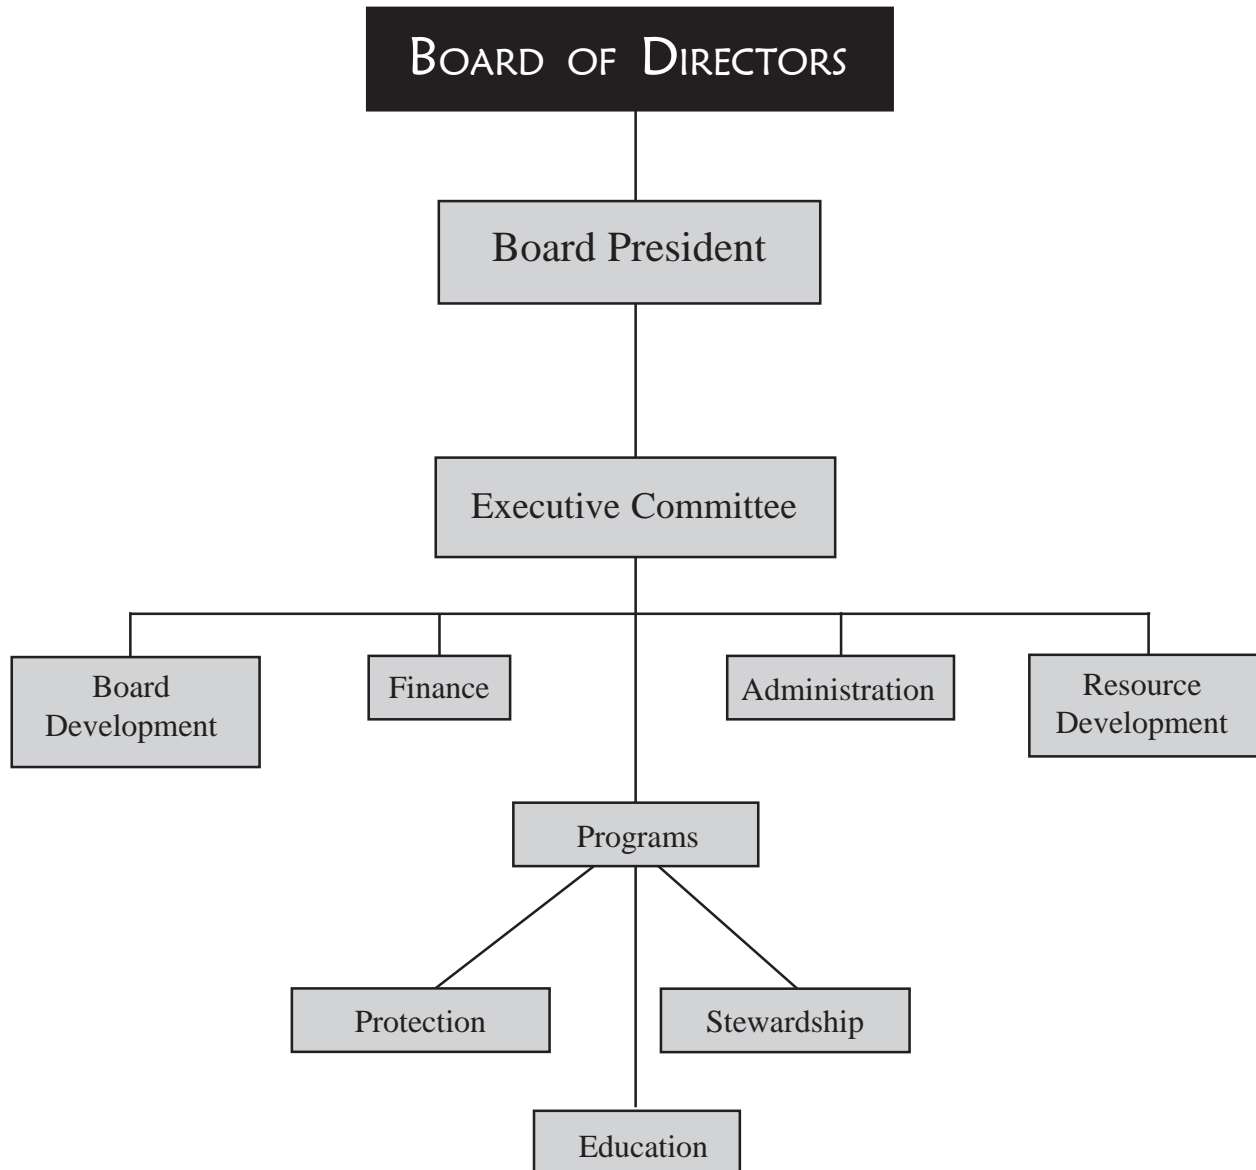 BOARD OF DIRECTORS
Board President
Executive Committee
Board
Development
Finance
Administration
Resource
Development
Programs
Protection
Stewardship
Education